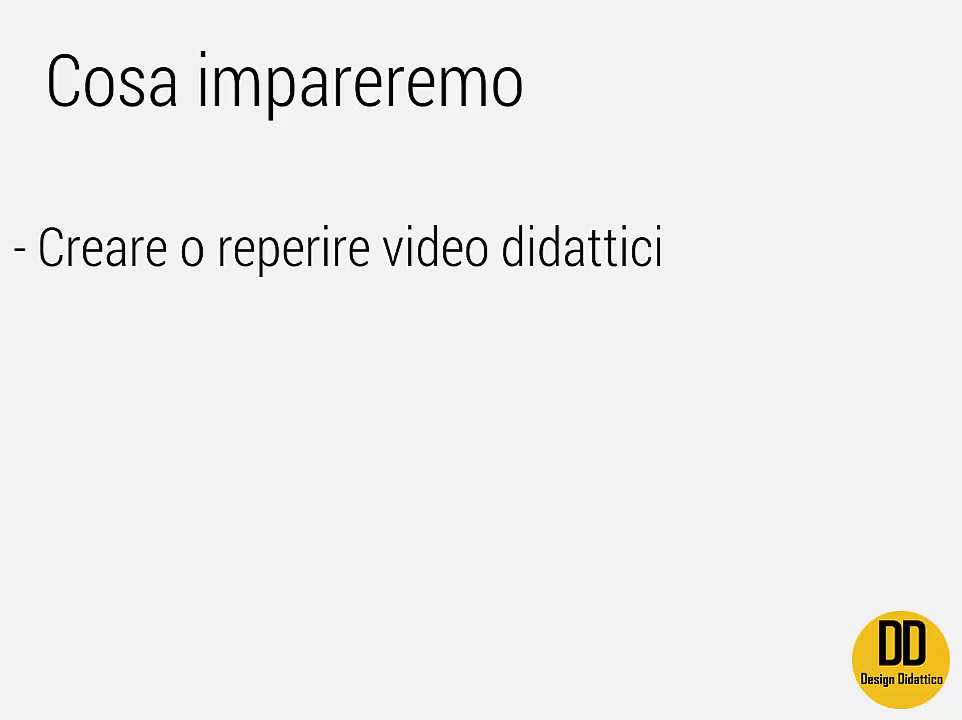 Cosa impareremo
- Creare o reperire video didattici
DD
Design Didattico